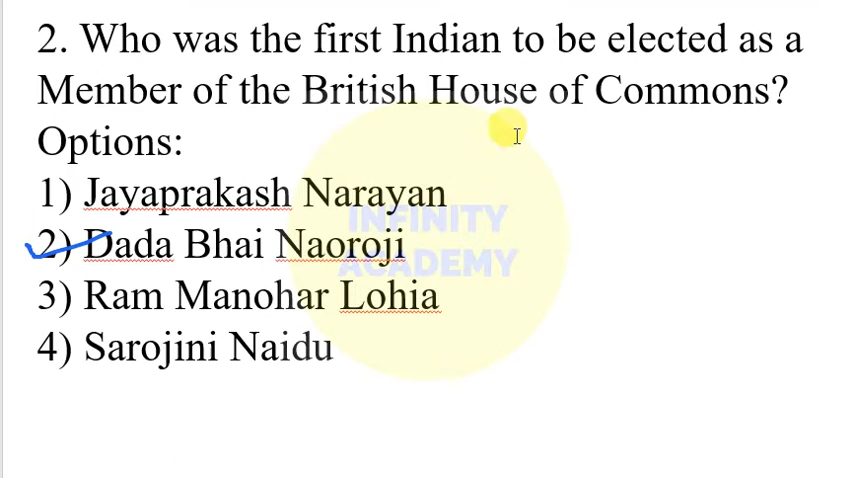 2. Who was the first Indian to be elected as a
Member of the British House of Commons?
Options:
1) Jayaprakash Narayan
INFINITY
2) Dada Bhai Naoroji
ACADEMY
3) Ram Manohar Lohia
4) Sarojini Naidu